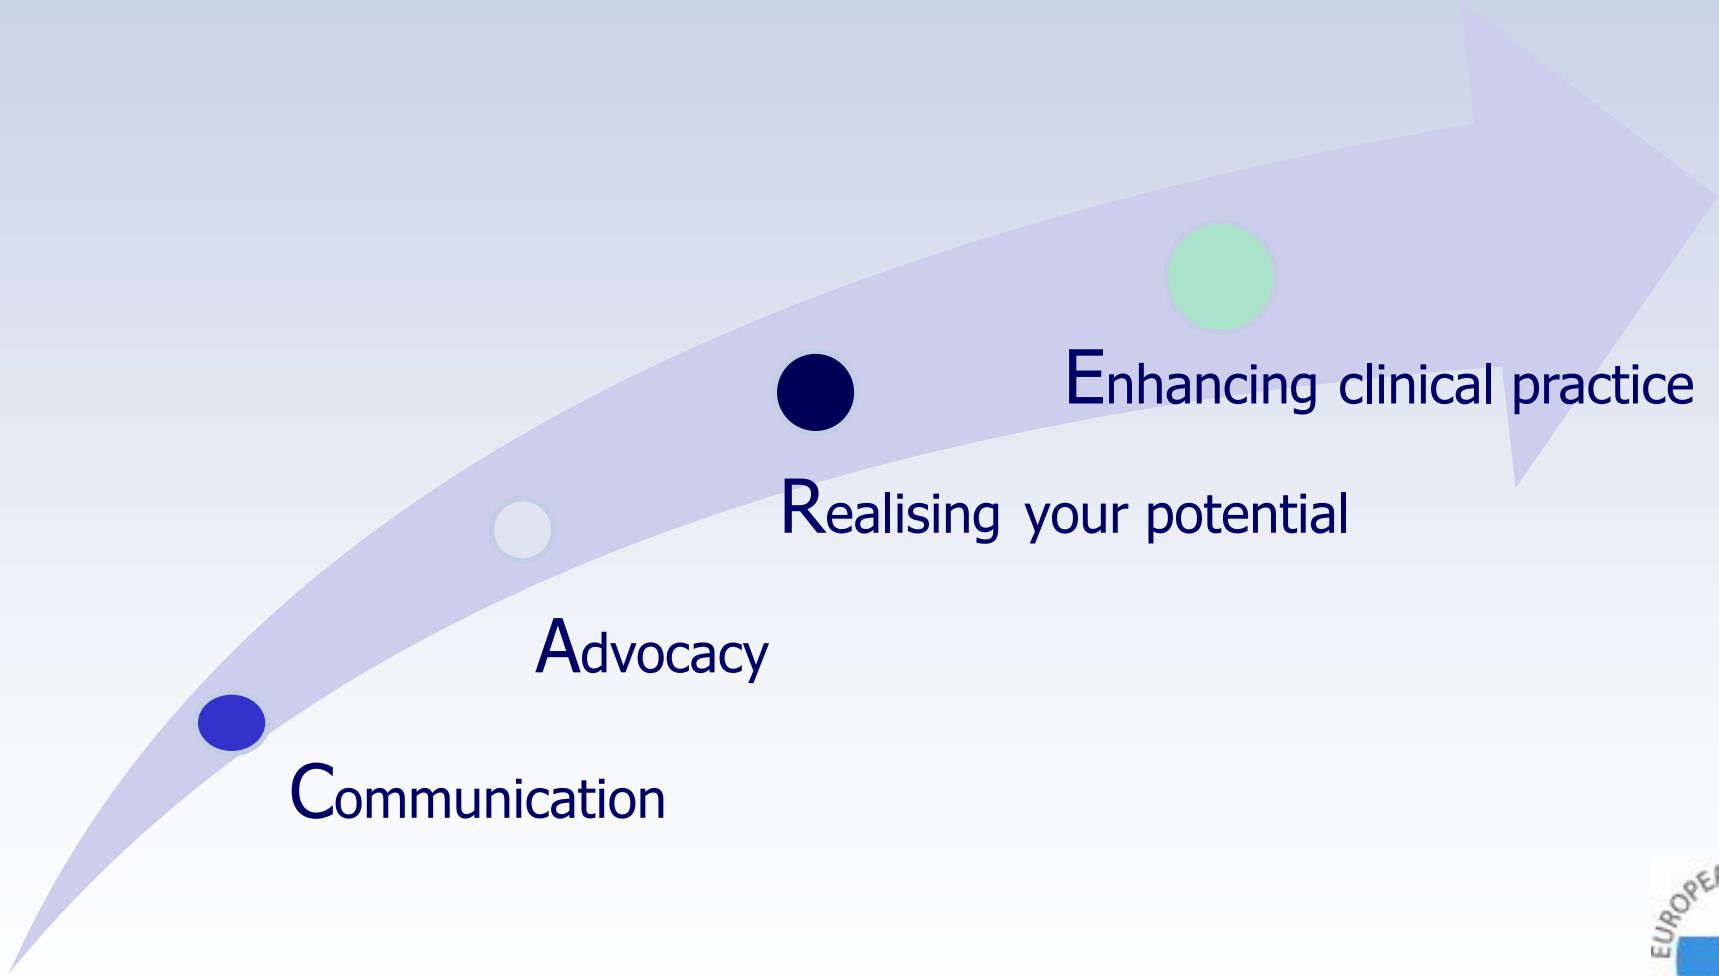 Enhancing clinical practice
Realising your potential
Advocacy
Communication